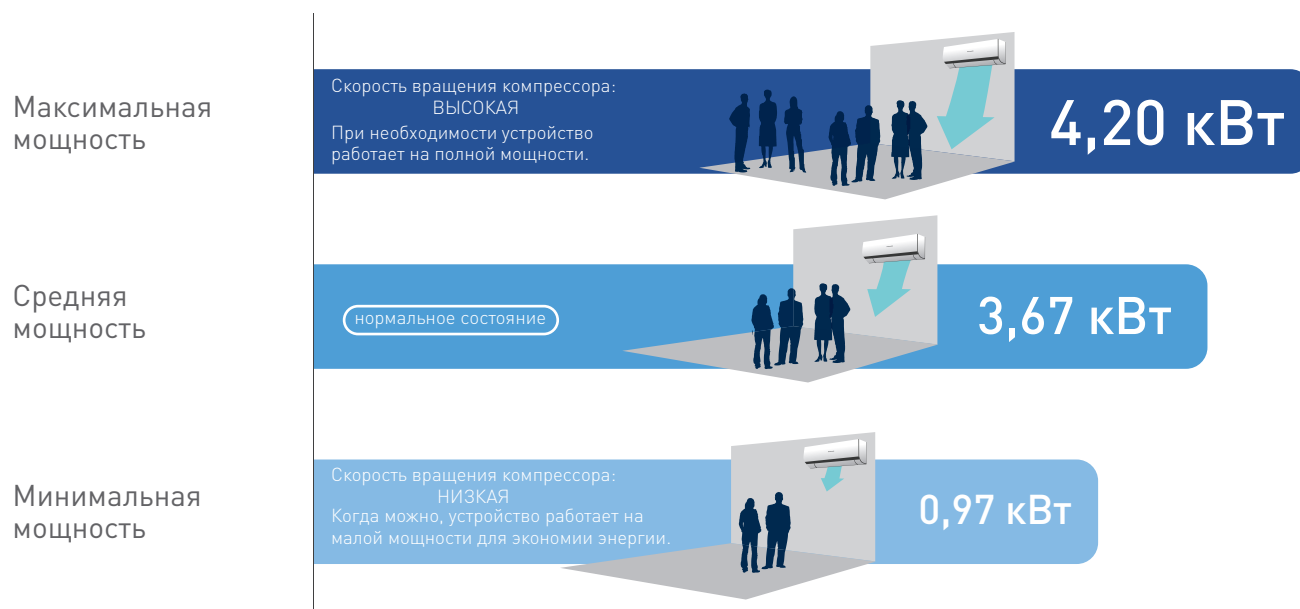 Максимальная
мощность
Скорость вращения компрессора:
ВЫСОКАЯ
При необходимости устройство
работает на полной мощности.
4,20 кВт
Средняя
мощность
нормальное состояние
3,67 кВт
Минимальная
мощность
Скорость вращения компрессора:
НИЗКАЯ
Когда можно, устройство работает на
малой мощности для экономии энергии.
0,97 кВт